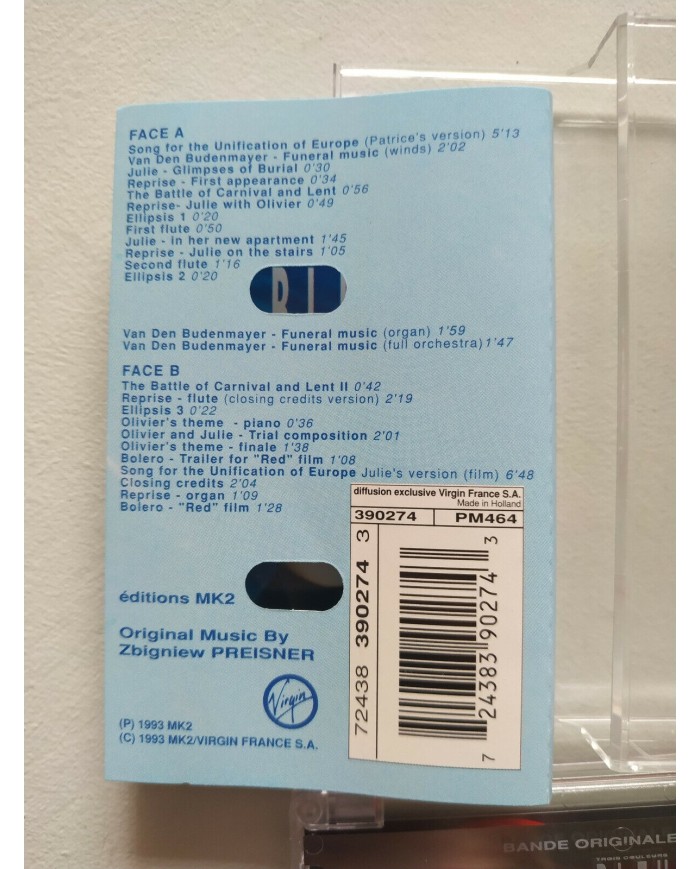 FACE A
Song for the Unification of Europe (Patrice's version) 5'13
Van Den Budenmayer - Funeral music (winds) 2'02
Julie - Glimpses of Burial 0'30
Reprise - First appearance 0'34
The Battle of Carnival and Lent 0'56
Reprise- Julie with Olivier 0'49
Ellipsis 1 0'20
First flute 0'50
Julie - in her new apartment 1'45
Reprise - Julie on the stairs 1'05
Second flute 1'16
Ellipsis 2 0'20
Van Den Budenmayer - Funeral music (organ) 1'59
Van Den Budenmayer - Funeral music (full orchestra) 1'47
FACE B
The Battle of Carnival and Lent II 0'42
Reprise - flute (closing credits version) 2'19
Ellipsis 3 0'22
Olivier's theme - piano 0'36
Olivier and Julie - Trial composition 2'01
Olivier's theme - finale 1'38
Bolero - Trailer for "Red" film 1'08
Song for the Unification of Europe Julie's version (film) 6'48
Closing credits 2'04
Reprise - organ 1'09
Bolero - "Red" film 1'28
diffusion exclusive Virgin France S.A.
Made in Holland
390274 PM464
72438 390274 3
7 24383 90274 3
éditions MK2
Original Music By
Zbigniew PREISNER
Virgin
(P) 1993 MK2
(C) 1993 MK2/VIRGIN FRANCE S.A.
BANDE ORIGINALE
TROIS COULEURS